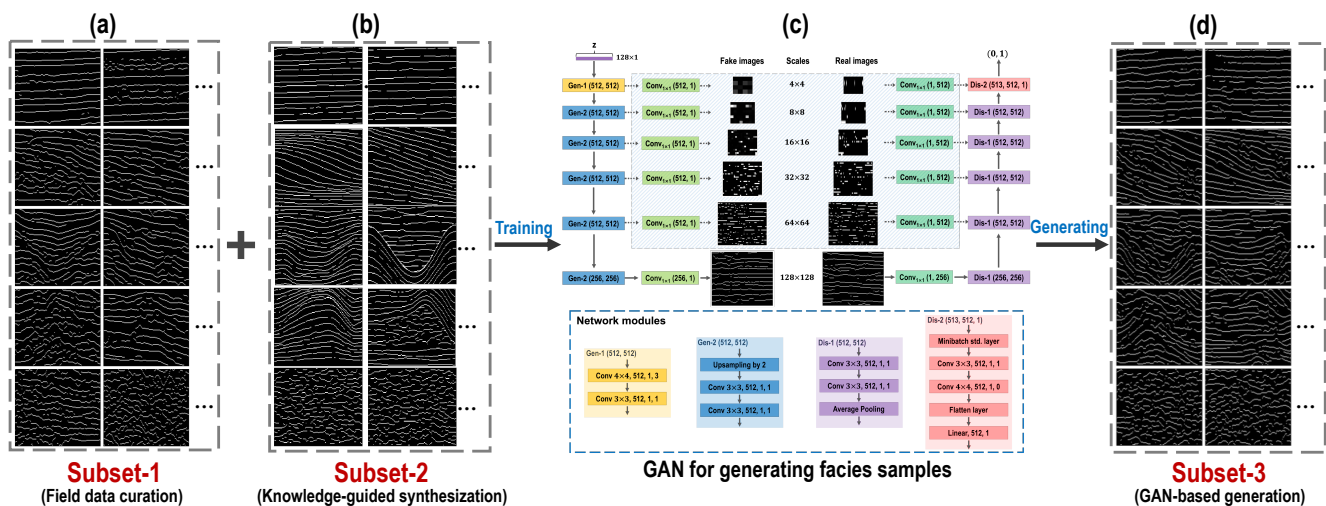 (a)
(b)
(c)
(d)
z
128×1
Fake images
Scales
Real images
(0, 1)
Gen-1 (512, 512)
Conv1×1 (512, 1)
4×4
Conv1×1 (1, 512)
Dis-2 (513, 512, 1)
Gen-2 (512, 512)
Conv1×1 (512, 1)
8×8
Conv1×1 (1, 512)
Dis-1 (512, 512)
Gen-2 (512, 512)
Conv1×1 (512, 1)
16×16
Conv1×1 (1, 512)
Dis-1 (512, 512)
Gen-2 (512, 512)
Conv1×1 (512, 1)
32×32
Conv1×1 (1, 512)
Dis-1 (512, 512)
Gen-2 (512, 512)
Conv1×1 (512, 1)
64×64
Conv1×1 (1, 512)
Dis-1 (512, 512)
Gen-2 (256, 256)
Conv1×1 (256, 1)
128×128
Conv1×1 (1, 256)
Dis-1 (256, 256)
Training
Generating
Network modules
Gen-1 (512, 512)
Conv 4×4, 512, 1, 3
Conv 3×3, 512, 1, 1
Gen-2 (512, 512)
Upsampling by 2
Conv 3×3, 512, 1, 1
Conv 3×3, 512, 1, 1
Dis-1 (512, 512)
Conv 3×3, 512, 1, 1
Conv 3×3, 512, 1, 1
Average Pooling
Dis-2 (513, 512, 1)
Minibatch std. layer
Conv 3×3, 512, 1, 1
Conv 4×4, 512, 1, 0
Flatten layer
Linear, 512, 1
Subset-1
(Field data curation)
Subset-2
(Knowledge-guided synthesization)
GAN for generating facies samples
Subset-3
(GAN-based generation)